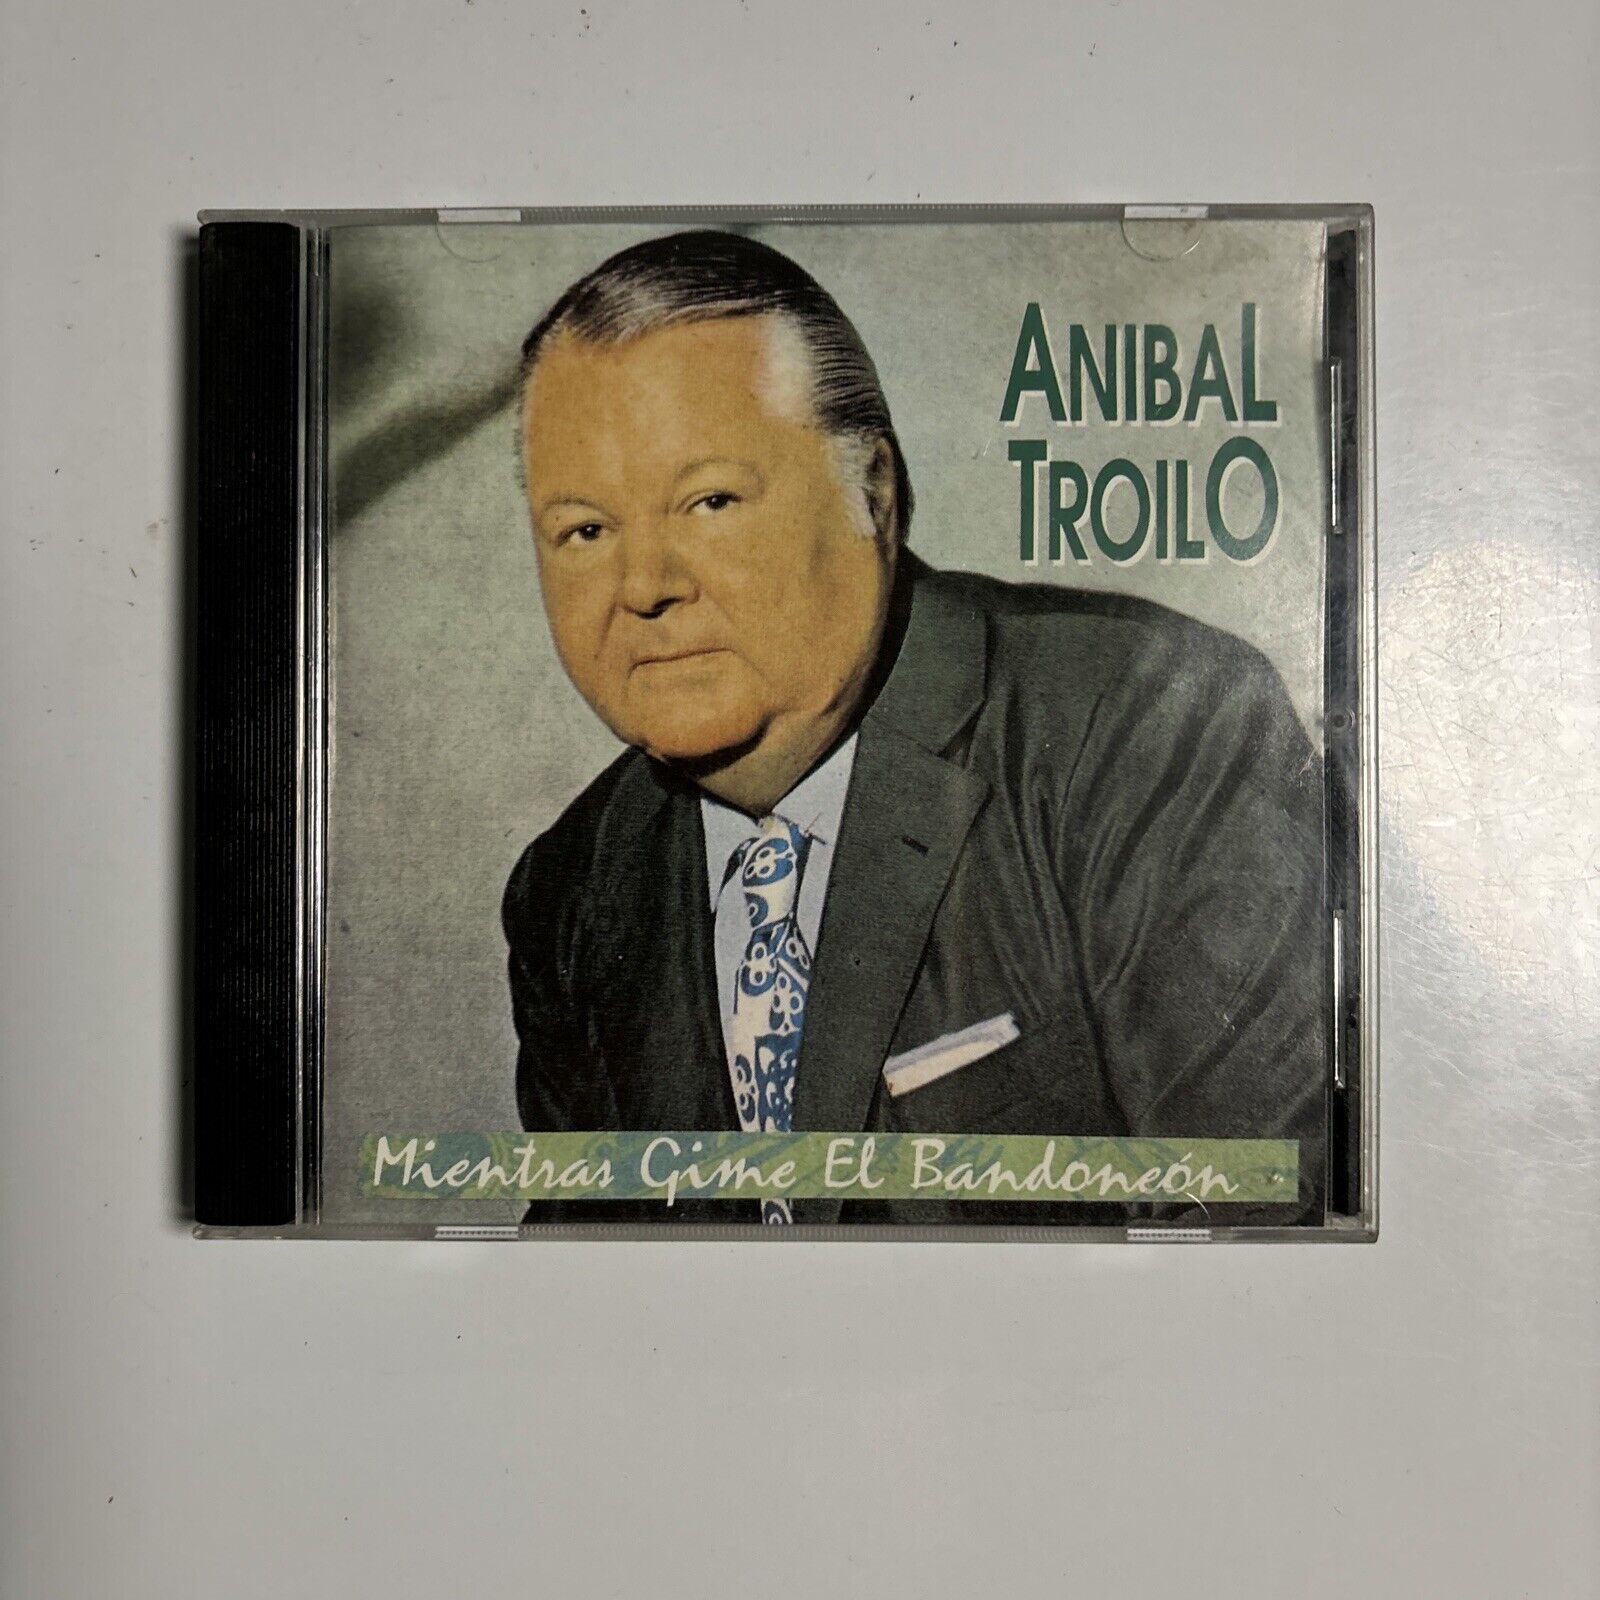 ANIBAL
TROILO
Mientras Gime El Bandoneón